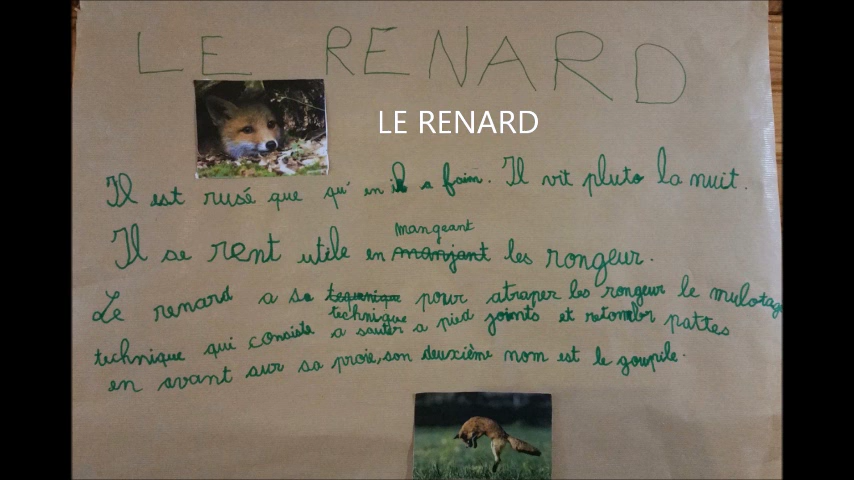 LE RENARD
LE RENARD
Il est rusé que qu'en il a faim. Il vit pluto la nuit.
mangeant
Il se rent utile en manjant les rongeur.
Le renard a sa tequnique pour atraper les rongeur le mulotage
technique
technique qui consiste a sauter a pied joints et retomber pattes
en avant sur sa proie, son deuxième nom est le goupile.